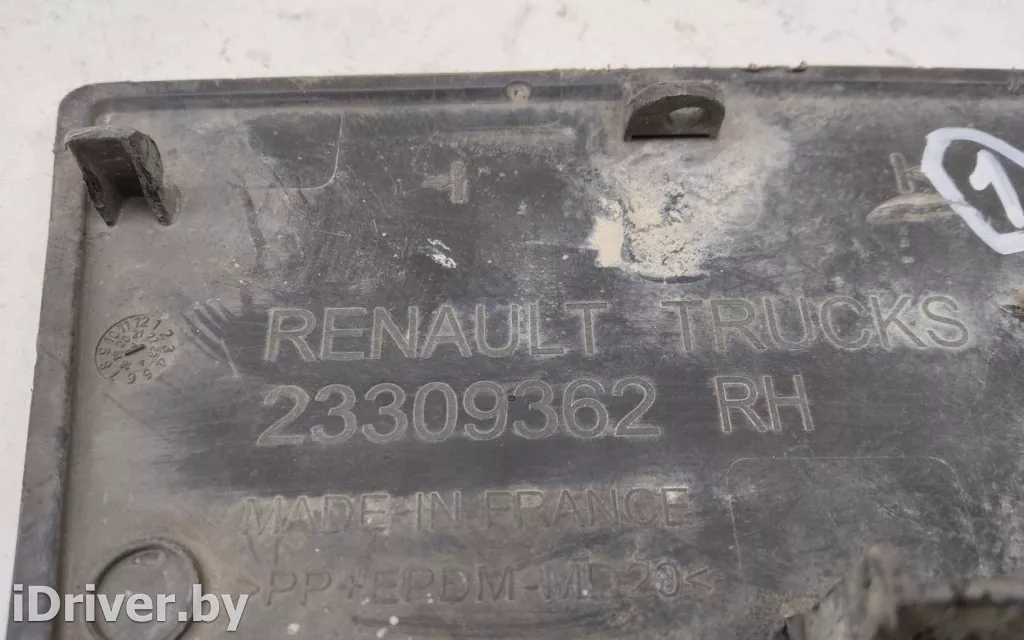 1
RENAULT TRUCKS
23309362 RH
MADE IN FRANCE
>PP+EPDM-MD20<
iDriver.by